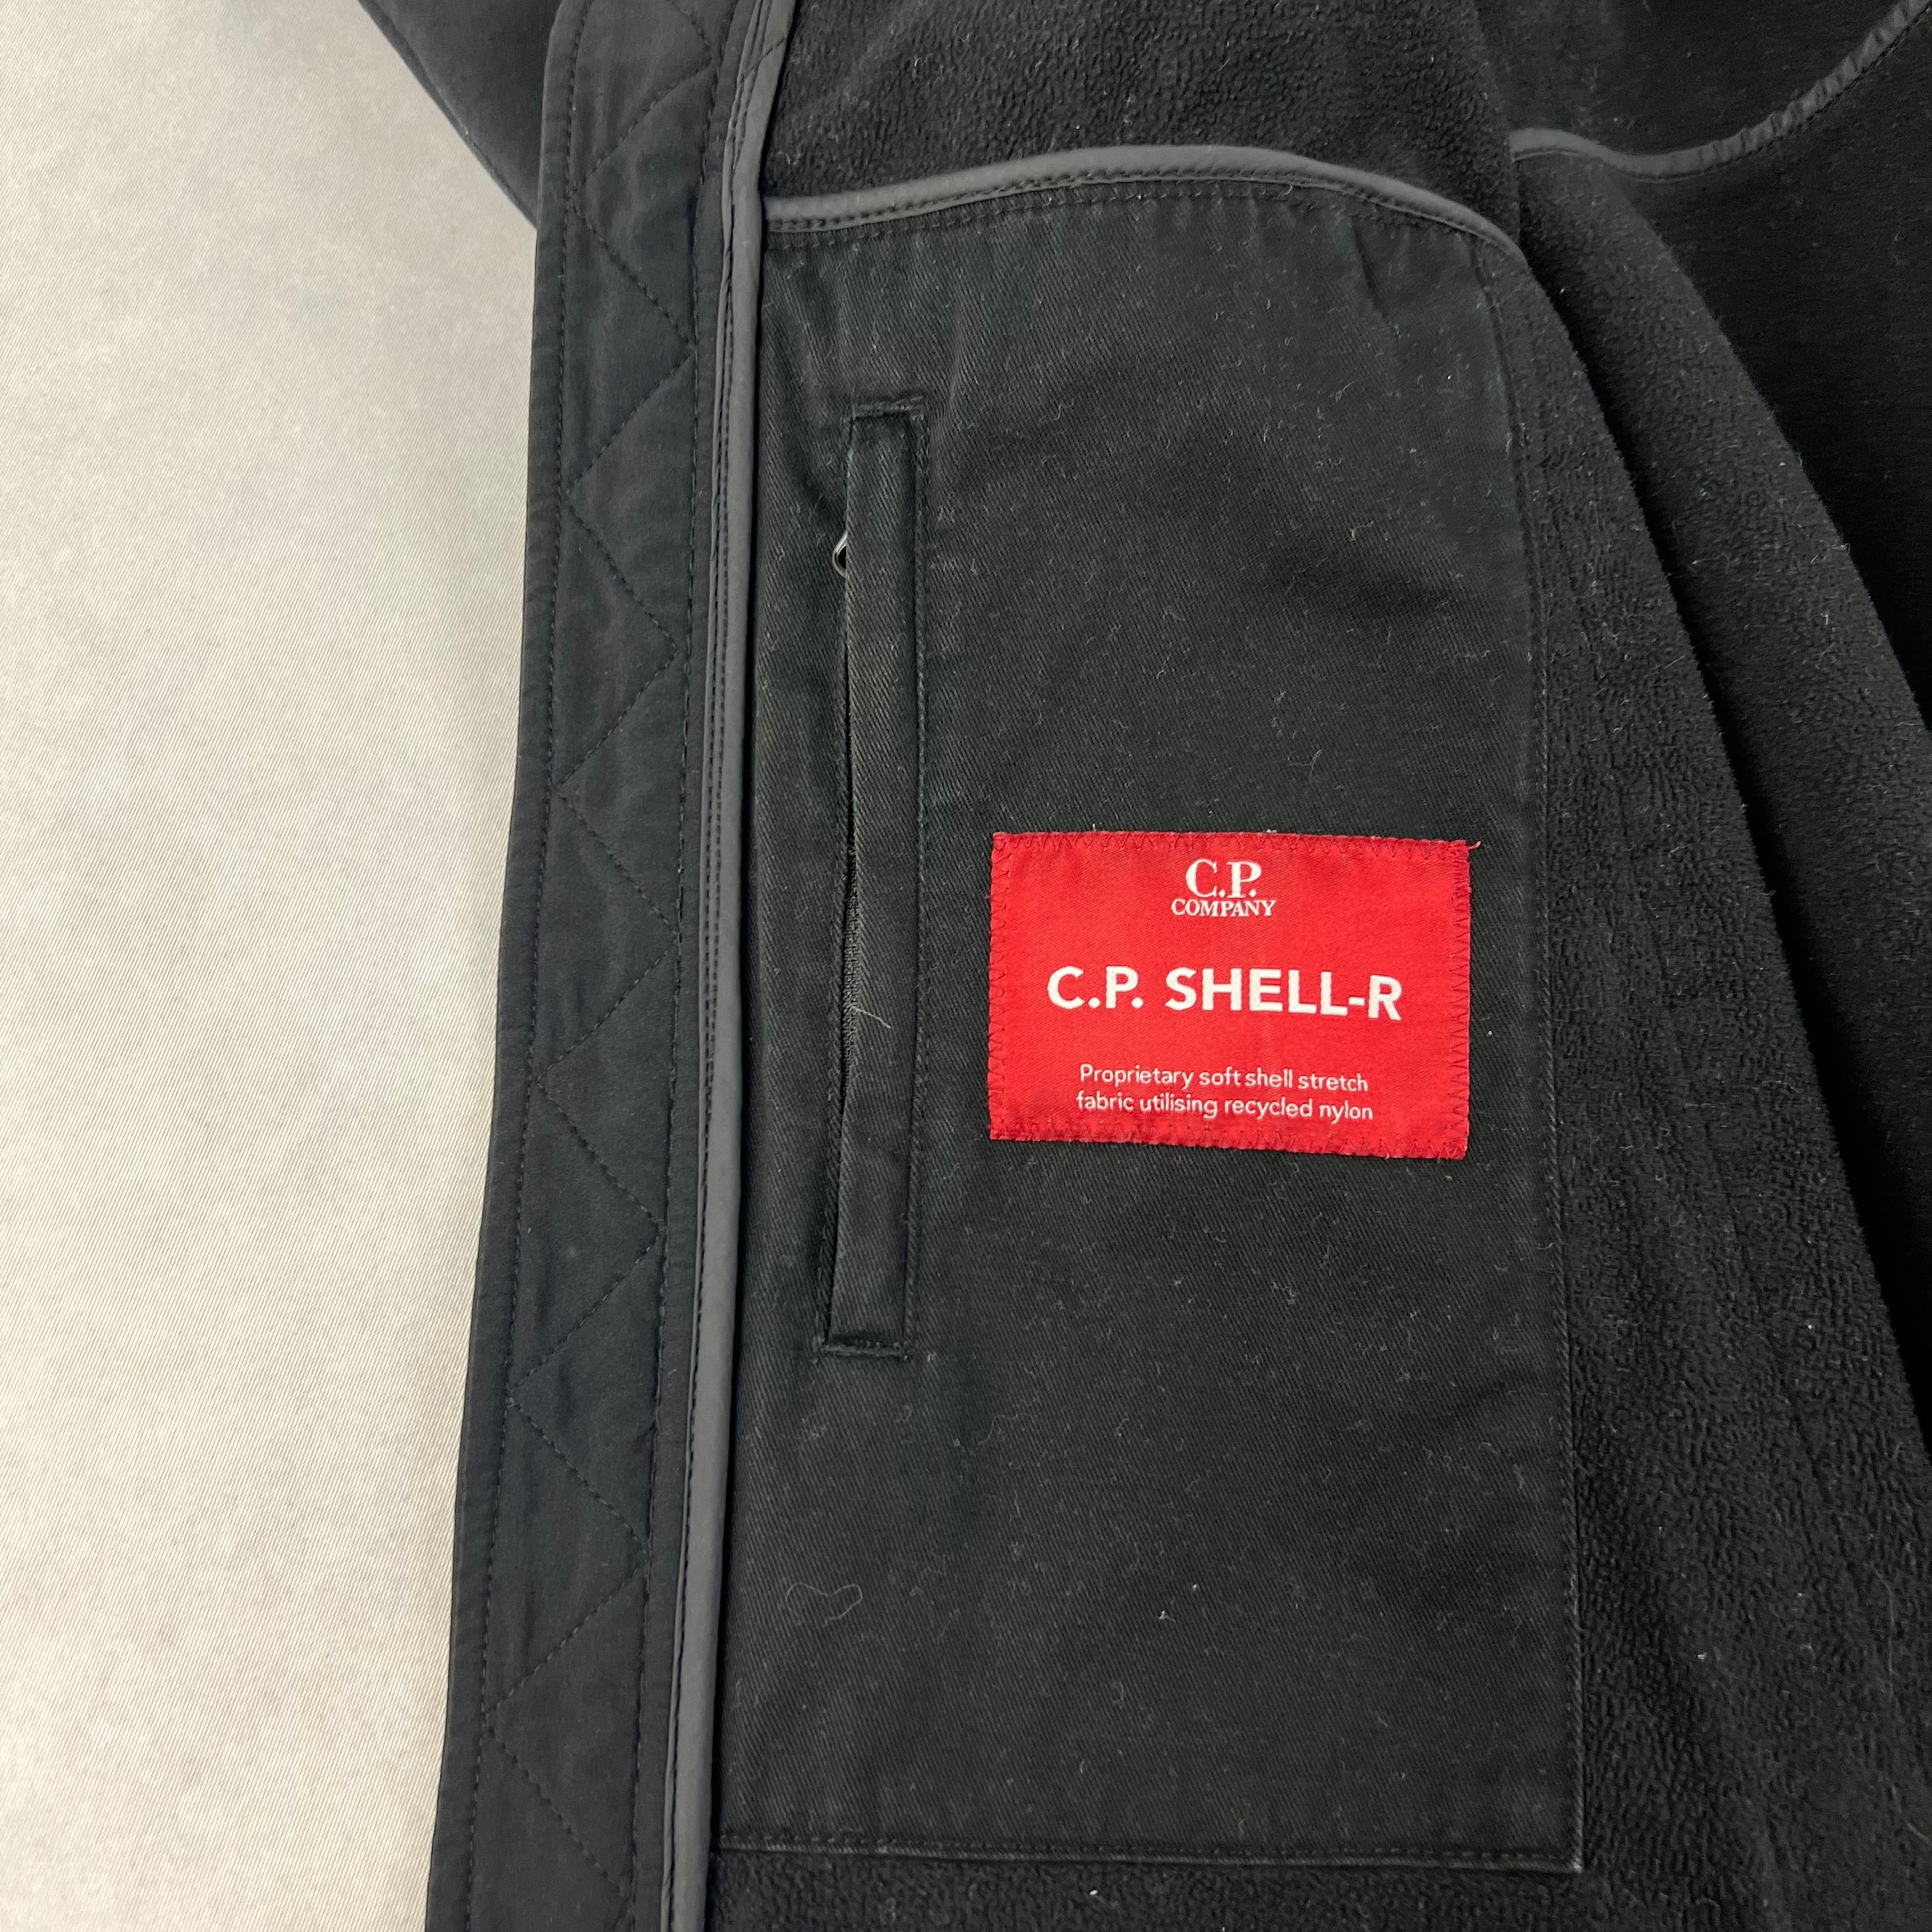 C.P.
COMPANY
C.P. SHELL-R
Proprietary soft shell stretch
fabric utilising recycled nylon